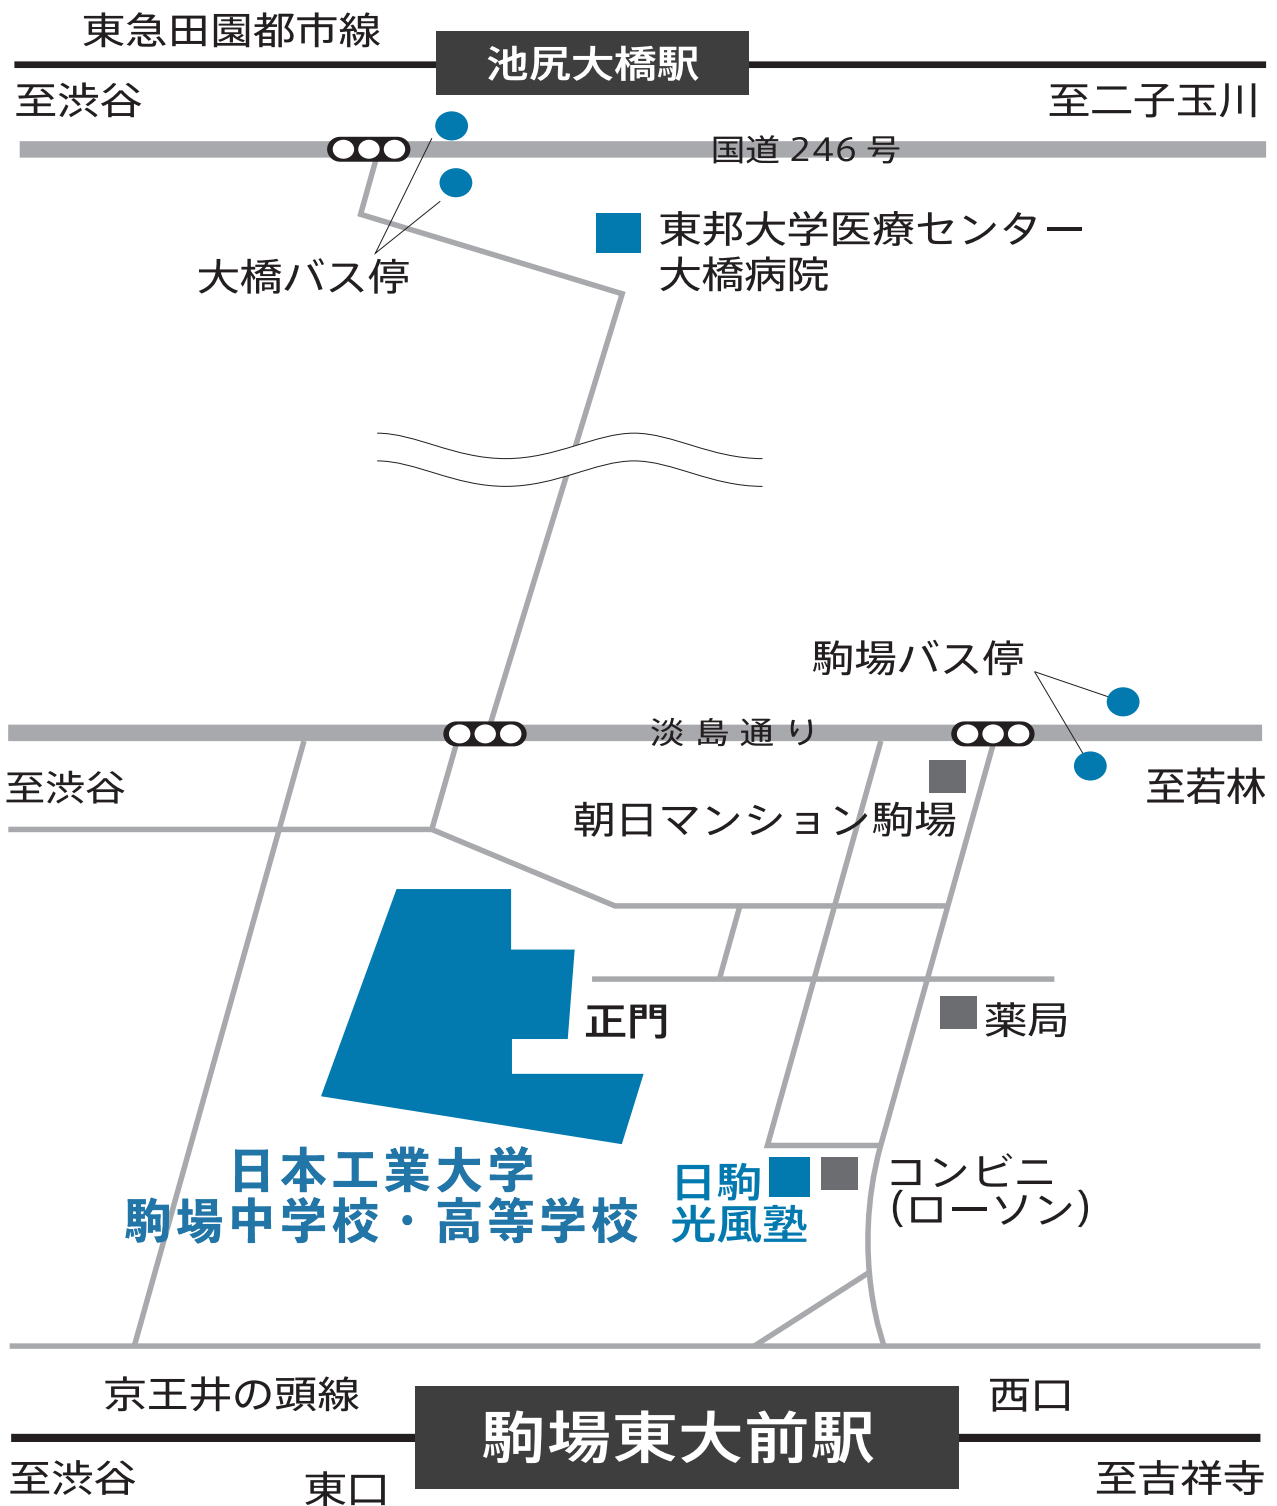 東急田園都市線
池尻大橋駅
至渋谷
至二子玉川
国道 246 号
東邦大学医療センター
大橋病院
大橋バス停
駒場バス停
淡島通り
至渋谷
至若林
朝日マンション駒場
正門
薬局
日本工業大学
駒場中学校・高等学校
日駒
光風塾
コンビニ
(ローソン)
京王井の頭線
駒場東大前駅
西口
至渋谷
東口
至吉祥寺